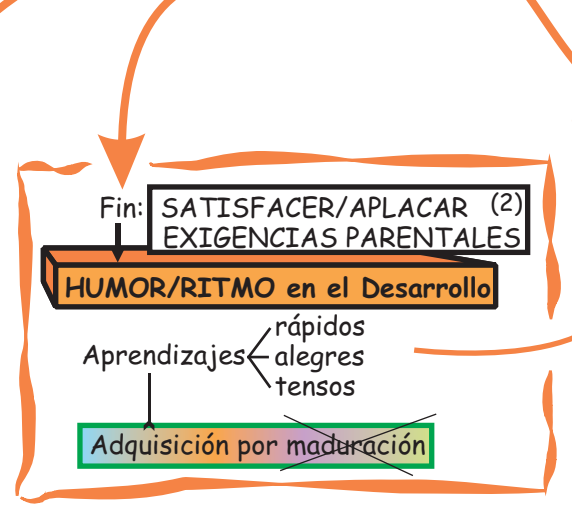 Fin: SATISFACER/APLACAR (2)
EXIGENCIAS PARENTALES
HUMOR/RITMO en el Desarrollo
rápidos
Aprendizajes alegres
tensos
Adquisición por maduración